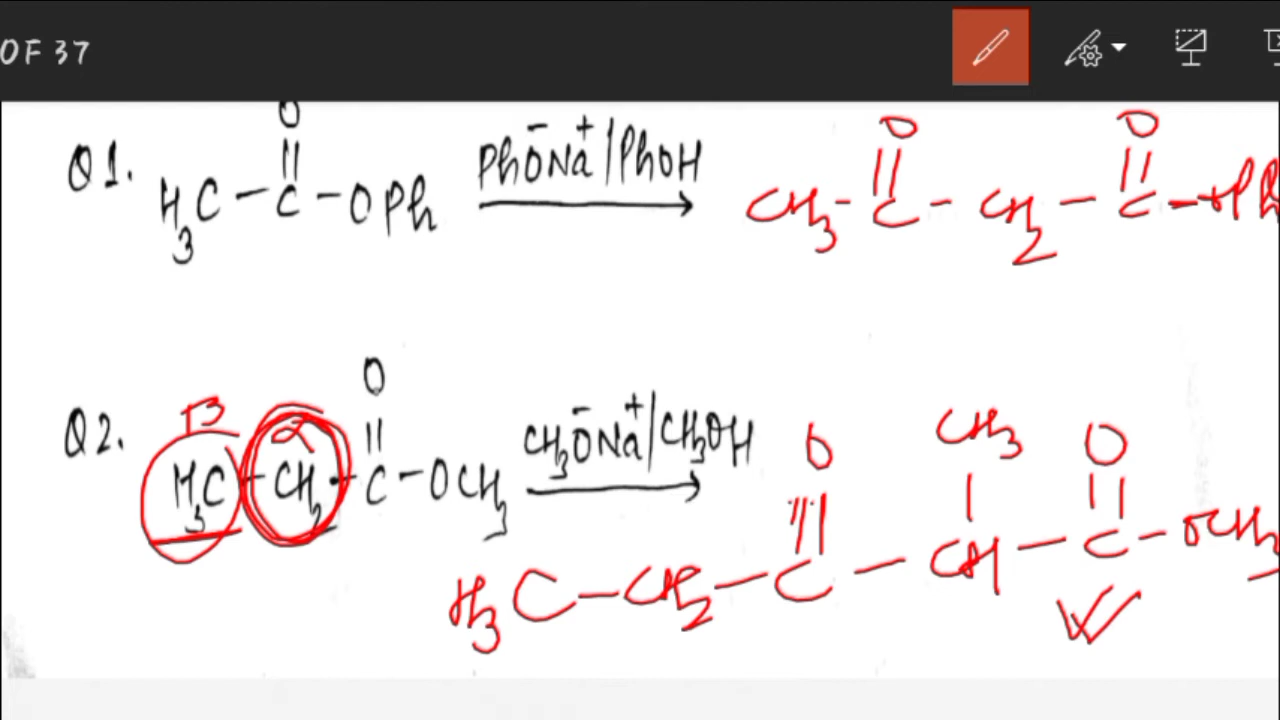 OF 37
O
Q1. H3C - C - OPh PhO⁻Na⁺/PhOH
O O
CH3 - C - CH2 - C -
O
Q2. H3C - CH2 - C - OCH3 CH3O⁻Na⁺/CH3OH
β α
O CH3 O
H3C - CH2 - C - CH - C - OCH3